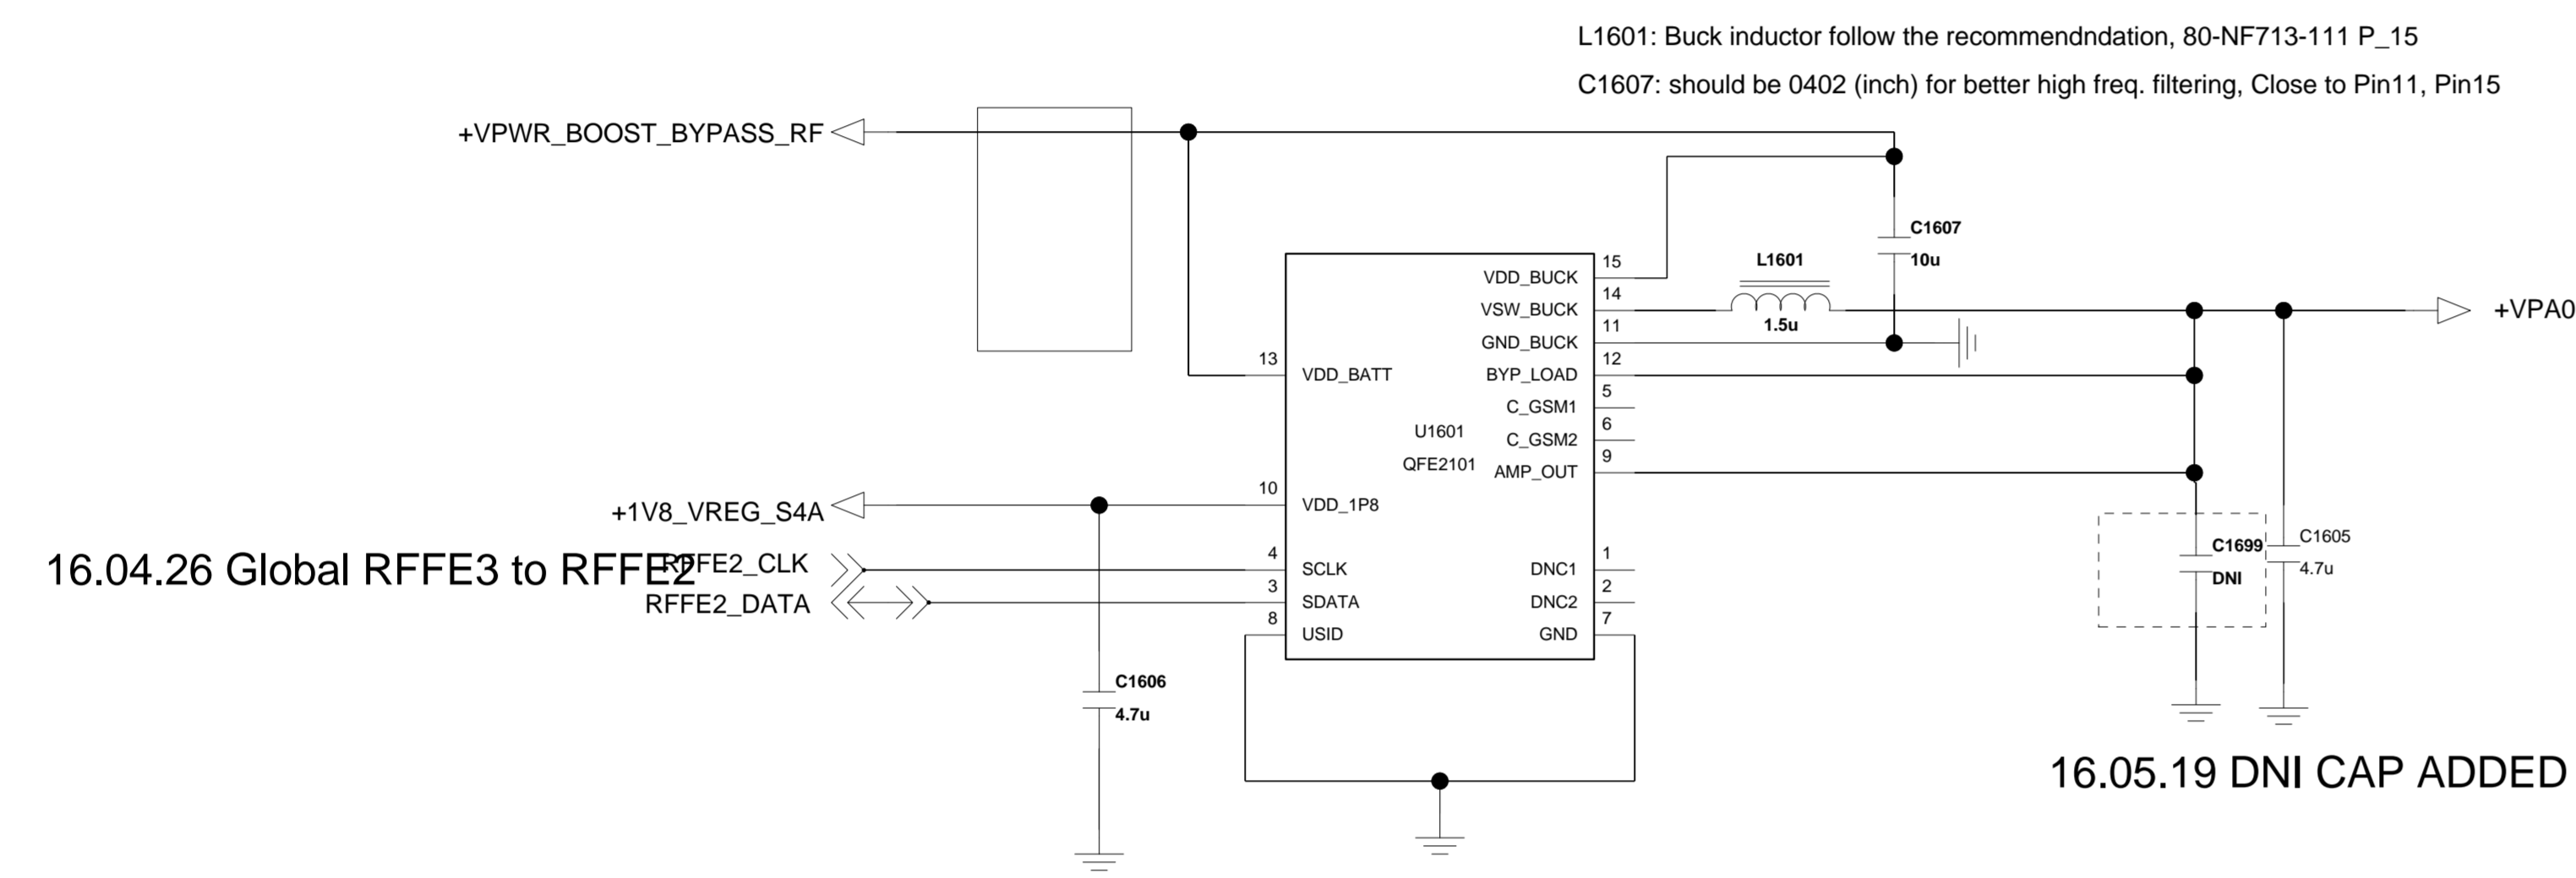 L1601: Buck inductor follow the recommendndation, 80-NF713-111 P_15
C1607: should be 0402 (inch) for better high freq. filtering, Close to Pin11, Pin15
+VPWR_BOOST_BYPASS_RF
C1607
10u
L1601
1.5u
+VPA0
15
VDD_BUCK
14
VSW_BUCK
11
GND_BUCK
12
BYP_LOAD
13
VDD_BATT
5
C_GSM1
6
C_GSM2
U1601
QFE2101
9
AMP_OUT
10
VDD_1P8
+1V8_VREG_S4A
16.04.26 Global RFFE3 to RFFE2
RFFE2_CLK
4
SCLK
1
DNC1
RFFE2_DATA
3
SDATA
2
DNC2
8
USID
7
GND
C1699
DNI
C1605
4.7u
C1606
4.7u
16.05.19 DNI CAP ADDED